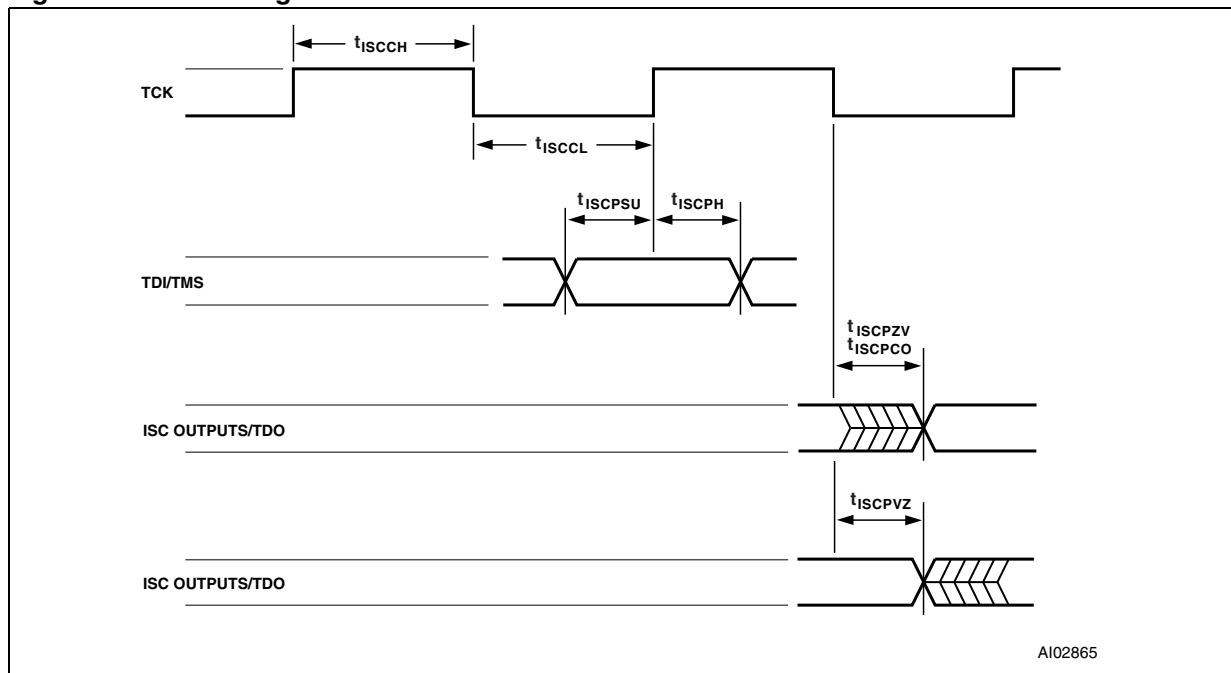 tISCCH
TCK
tISCCL
tISCPSU
tISCPH
TDI/TMS
tISCPZV
tISCPCO
ISC OUTPUTS/TDO
tISCPVZ
ISC OUTPUTS/TDO
AI02865